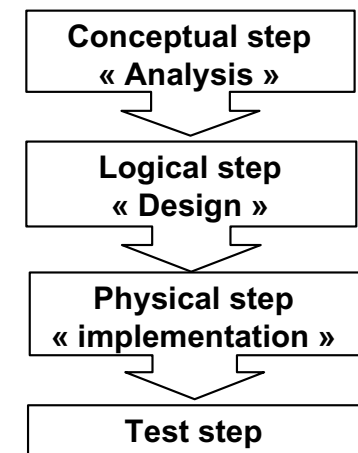 Conceptual step
« Analysis »
Logical step
« Design »
Physical step
« implementation »
Test step